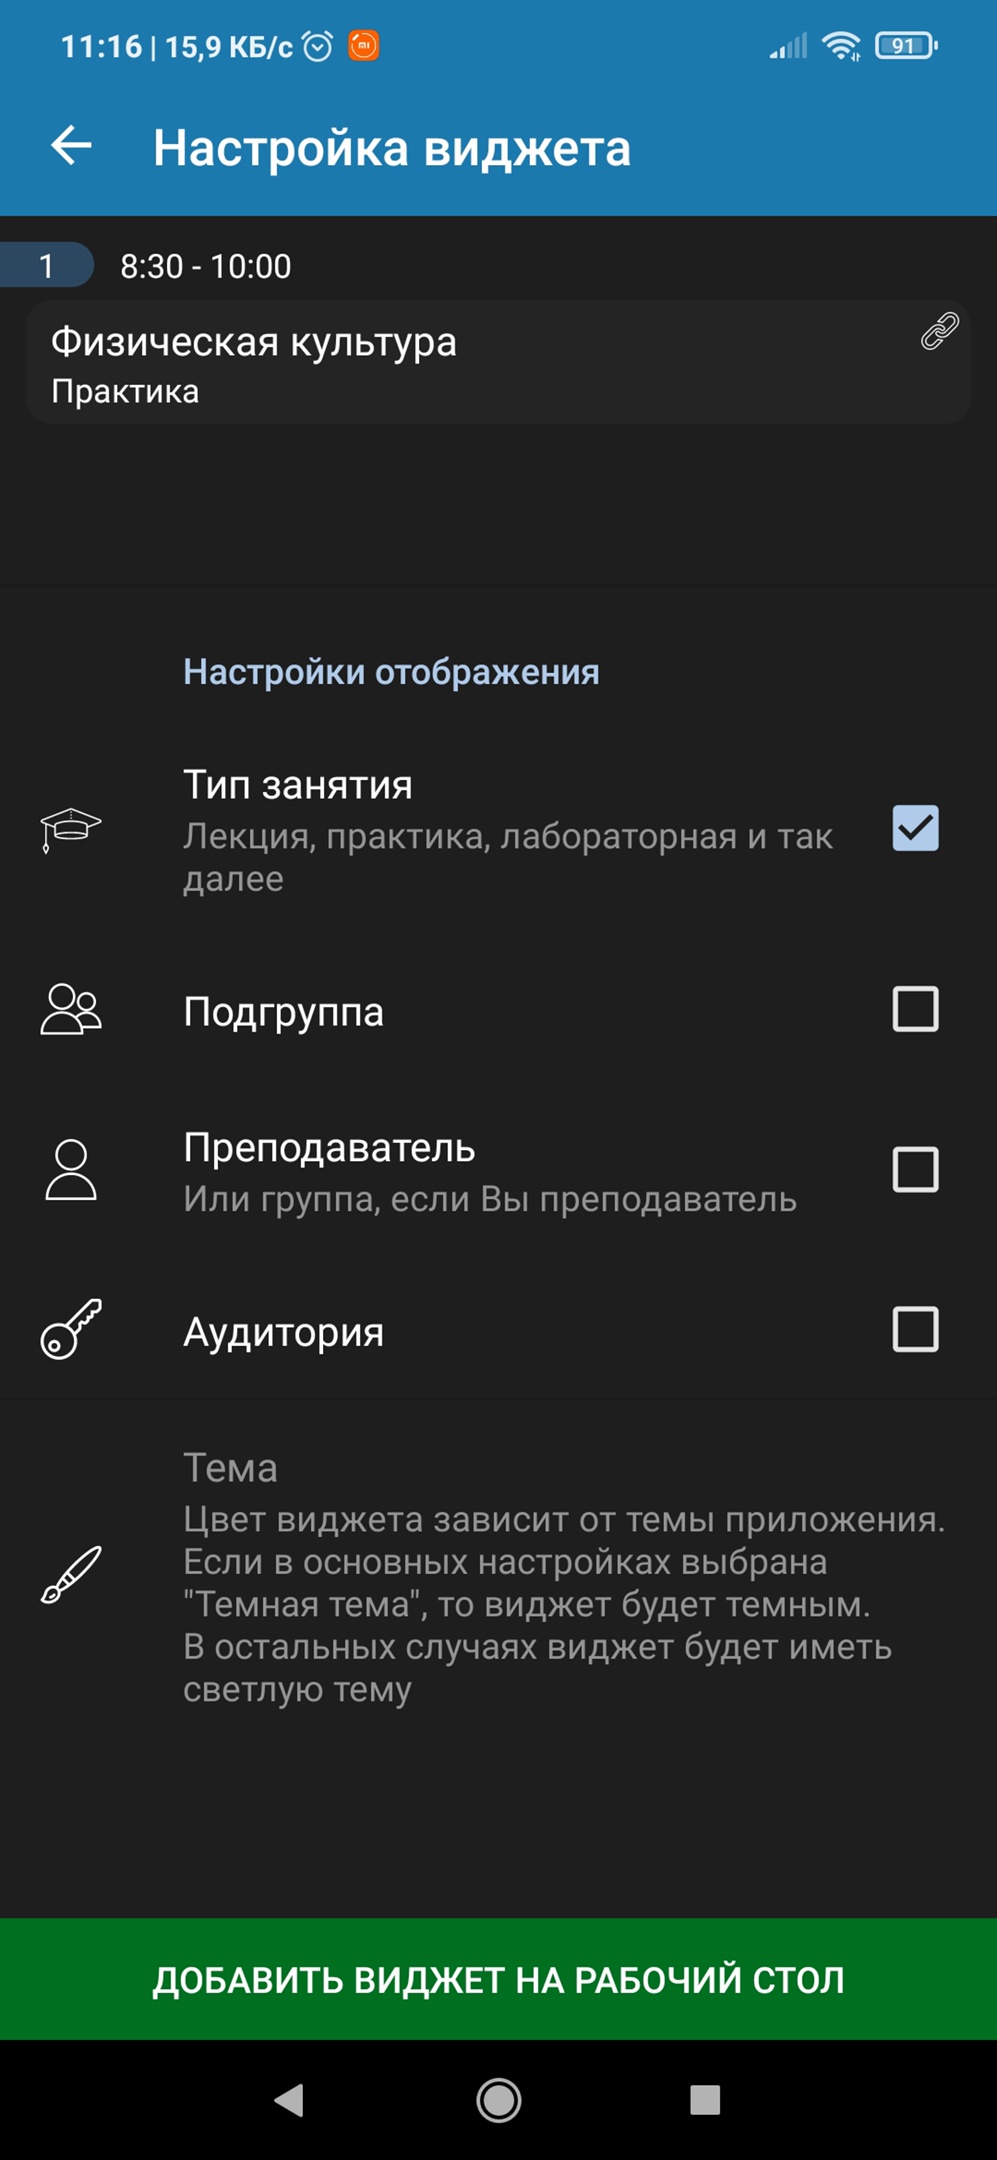 11:16 | 15,9 КБ/с
91
Настройка виджета
1 8:30 - 10:00
Физическая культура
Практика
Настройки отображения
Тип занятия
Лекция, практика, лабораторная и так
далее
Подгруппа
Преподаватель
Или группа, если Вы преподаватель
Аудитория
Тема
Цвет виджета зависит от темы приложения.
Если в основных настройках выбрана
"Темная тема", то виджет будет темным.
В остальных случаях виджет будет иметь
светлую тему
ДОБАВИТЬ ВИДЖЕТ НА РАБОЧИЙ СТОЛ